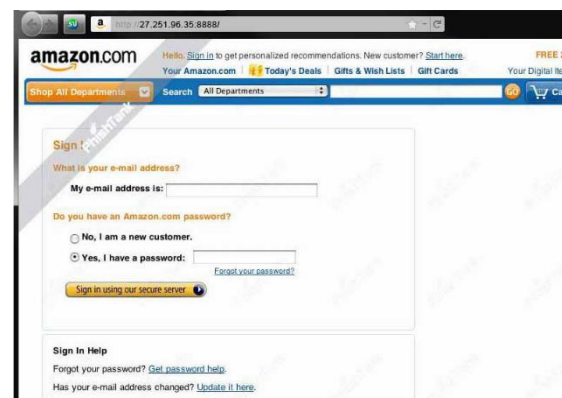 http://27.251.96.35:8888/
amazon.com
Hello. Sign in to get personalized recommendations. New customer? Start here.
FREE
Your Amazon.com Today's Deals Gifts & Wish Lists Gift Cards
Your Digital
Shop All Departments Search All Departments GO
PhishTank
Sign
What is your e-mail address?
My e-mail address is:
Do you have an Amazon.com password?
No, I am a new customer.
Yes, I have a password:
Forgot your password?
Sign in using our secure server
Sign In Help
Forgot your password? Get password help.
Has your e-mail address changed? Update it here.